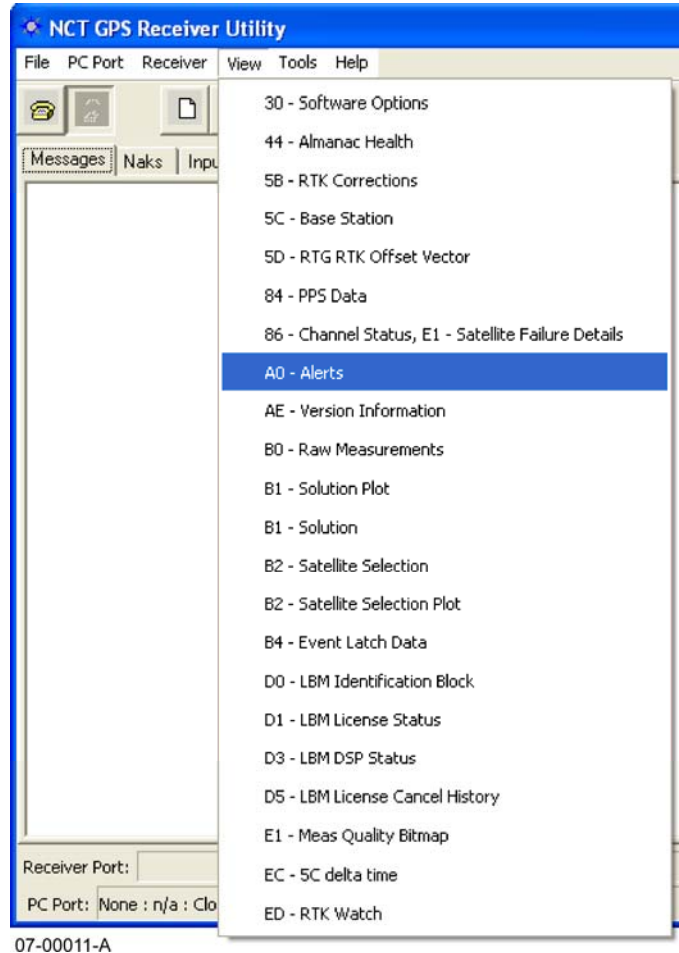 NCT GPS Receiver Utility
File PC Port Receiver View Tools Help
Messages Naks Inpu
30 - Software Options
44 - Almanac Health
5B - RTK Corrections
5C - Base Station
5D - RTG RTK Offset Vector
84 - PPS Data
86 - Channel Status, E1 - Satellite Failure Details
A0 - Alerts
AE - Version Information
B0 - Raw Measurements
B1 - Solution Plot
B1 - Solution
B2 - Satellite Selection
B2 - Satellite Selection Plot
B4 - Event Latch Data
D0 - LBM Identification Block
D1 - LBM License Status
D3 - LBM DSP Status
D5 - LBM License Cancel History
E1 - Meas Quality Bitmap
EC - 5C delta time
ED - RTK Watch
Receiver Port:
PC Port: None : n/a : Clo
07-00011-A